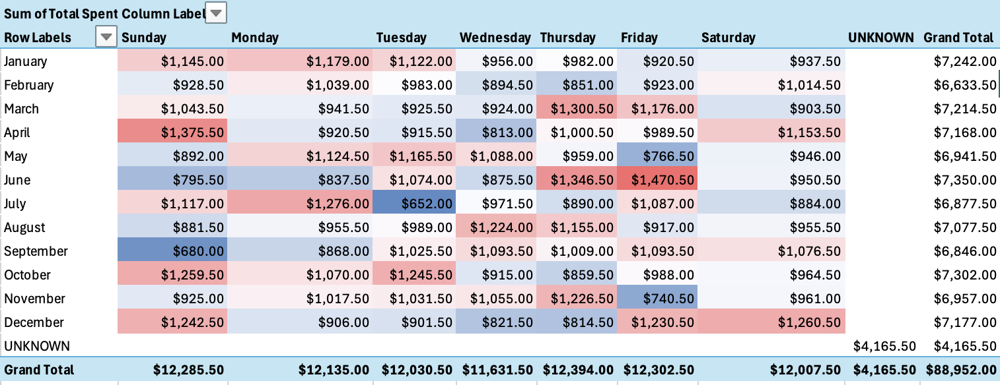 Sum of Total Spent Column Label
Row Labels Sunday Monday Tuesday Wednesday Thursday Friday Saturday UNKNOWN Grand Total
January $1,145.00 $1,179.00 $1,122.00 $956.00 $982.00 $920.50 $937.50 $7,242.00
February $928.50 $1,039.00 $983.00 $894.50 $851.00 $923.00 $1,014.50 $6,633.50
March $1,043.50 $941.50 $925.50 $924.00 $1,300.50 $1,176.00 $903.50 $7,214.50
April $1,375.50 $920.50 $915.50 $813.00 $1,000.50 $989.50 $1,153.50 $7,168.00
May $892.00 $1,124.50 $1,165.50 $1,088.00 $959.00 $766.50 $946.00 $6,941.50
June $795.50 $837.50 $1,074.00 $875.50 $1,346.50 $1,470.50 $950.50 $7,350.00
July $1,117.00 $1,276.00 $652.00 $971.50 $890.00 $1,087.00 $884.00 $6,877.50
August $881.50 $955.50 $989.00 $1,224.00 $1,155.00 $917.00 $955.50 $7,077.50
September $680.00 $868.00 $1,025.50 $1,093.50 $1,009.00 $1,093.50 $1,076.50 $6,846.00
October $1,259.50 $1,070.00 $1,245.50 $915.00 $859.50 $988.00 $964.50 $7,302.00
November $925.00 $1,017.50 $1,031.50 $1,055.00 $1,226.50 $740.50 $961.00 $6,957.00
December $1,242.50 $906.00 $901.50 $821.50 $814.50 $1,230.50 $1,260.50 $7,177.00
UNKNOWN $4,165.50 $4,165.50
Grand Total $12,285.50 $12,135.00 $12,030.50 $11,631.50 $12,394.00 $12,302.50 $12,007.50 $4,165.50 $88,952.00